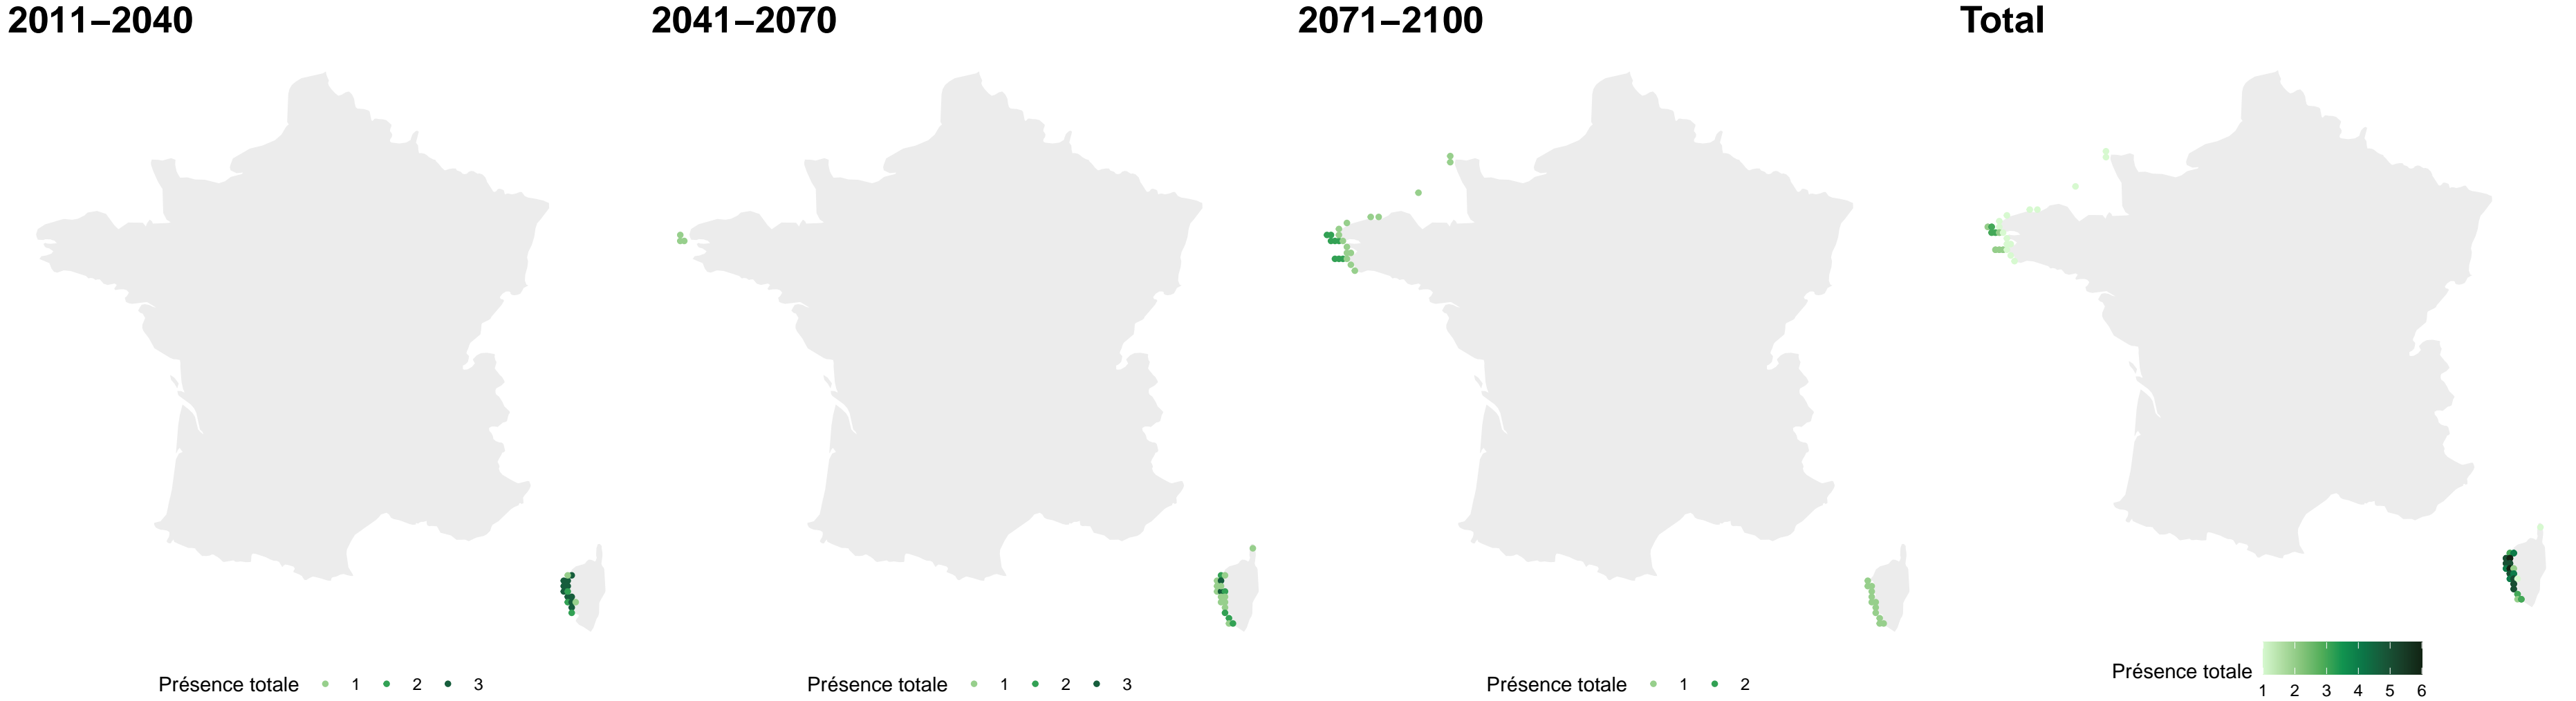 2011–2040
2041–2070
2071–2100
Total
Présence totale 1 2 3
Présence totale 1 2 3
Présence totale 1 2
Présence totale
1 2 3 4 5 6